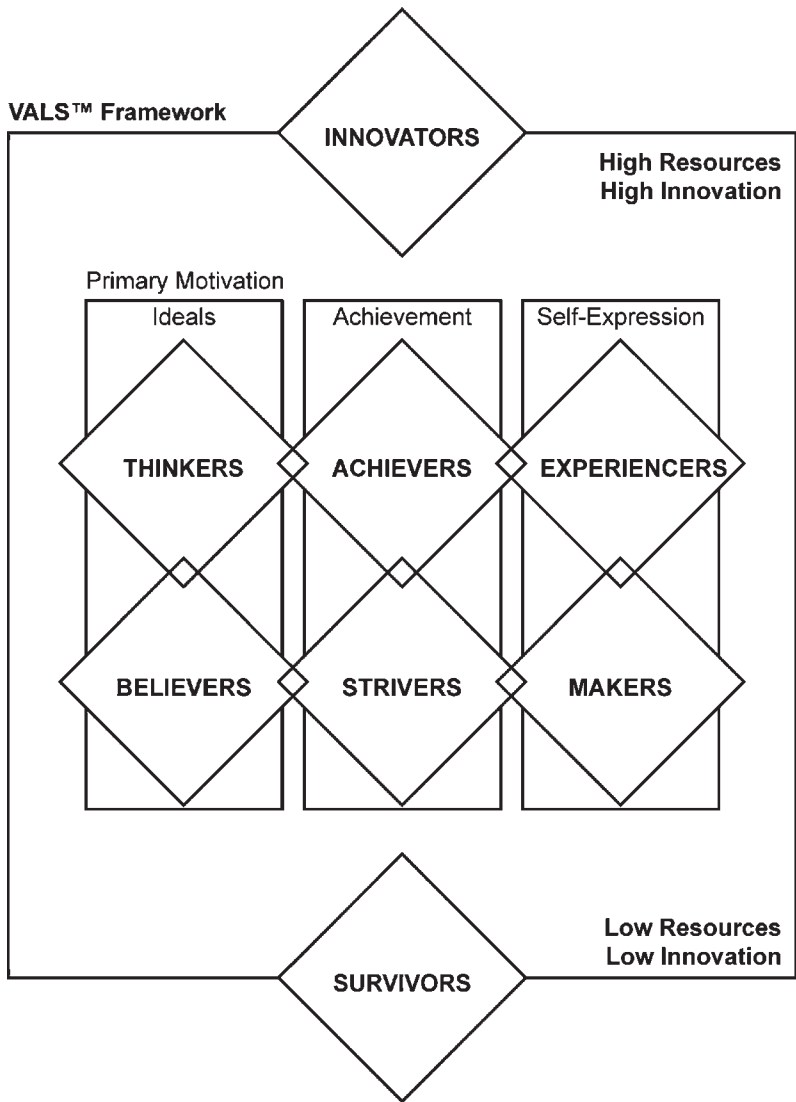 VALS™ Framework
INNOVATORS
High Resources
High Innovation
Primary Motivation
Ideals
Achievement
Self-Expression
THINKERS
ACHIEVERS
EXPERIENCERS
BELIEVERS
STRIVERS
MAKERS
Low Resources
Low Innovation
SURVIVORS